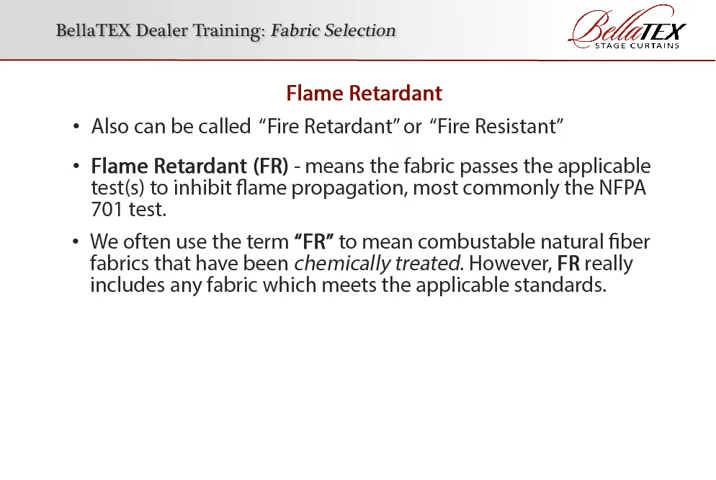 BellaTEX Dealer Training: Fabric Selection
BellaTEX
STAGE CURTAINS
Flame Retardant
• Also can be called “Fire Retardant” or “Fire Resistant”
• Flame Retardant (FR) - means the fabric passes the applicable
test(s) to inhibit flame propagation, most commonly the NFPA
701 test.
• We often use the term “FR” to mean combustable natural fiber
fabrics that have been chemically treated. However, FR really
includes any fabric which meets the applicable standards.